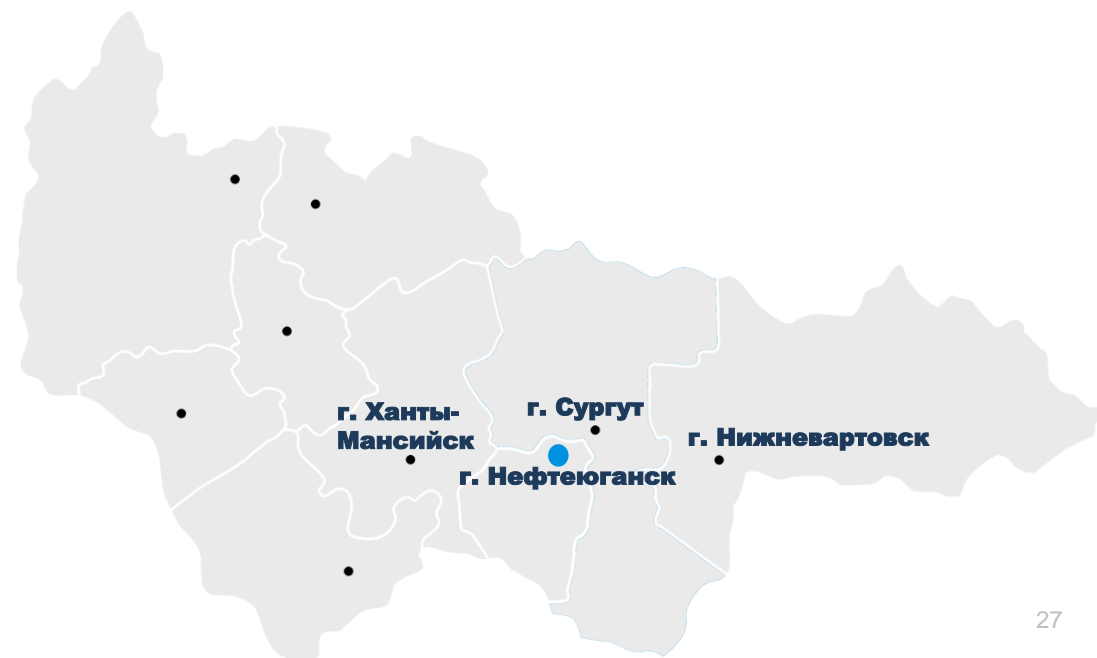 г. Ханты-
Мансийск
г. Сургут
г. Нефтеюганск
г. Нижневартовск
27